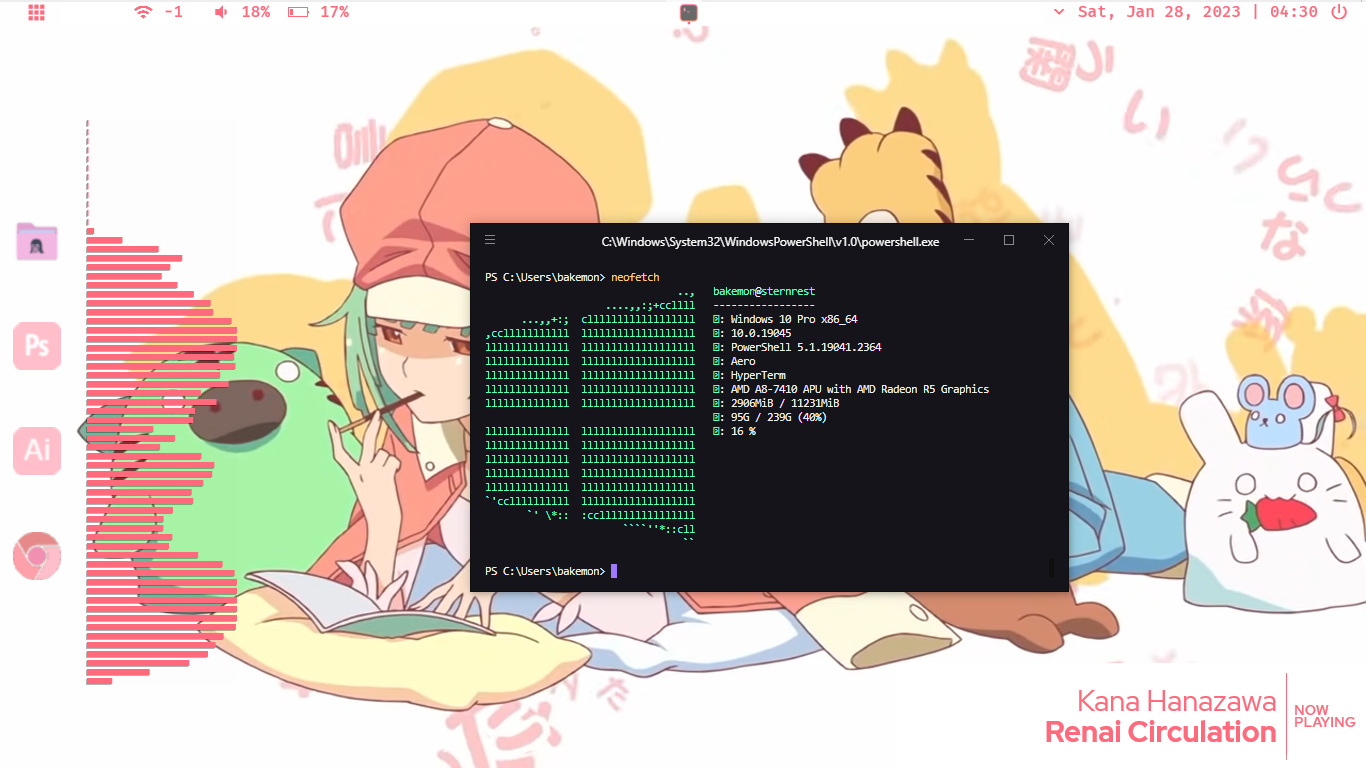 -1 18% 17%
Sat, Jan 28, 2023 | 04:30
Ps
Ai
C:\Windows\System32\WindowsPowerShell\v1.0\powershell.exe
PS C:\Users\bakemon> neofetch
bakemon@sternrest
-----------------
: Windows 10 Pro x86_64
: 10.0.19045
: PowerShell 5.1.19041.2364
: Aero
: HyperTerm
: AMD A8-7410 APU with AMD Radeon R5 Graphics
: 2906MiB / 11231MiB
: 95G / 239G (40%)
: 16 %
PS C:\Users\bakemon>
Kana Hanazawa
Renai Circulation
NOW
PLAYING